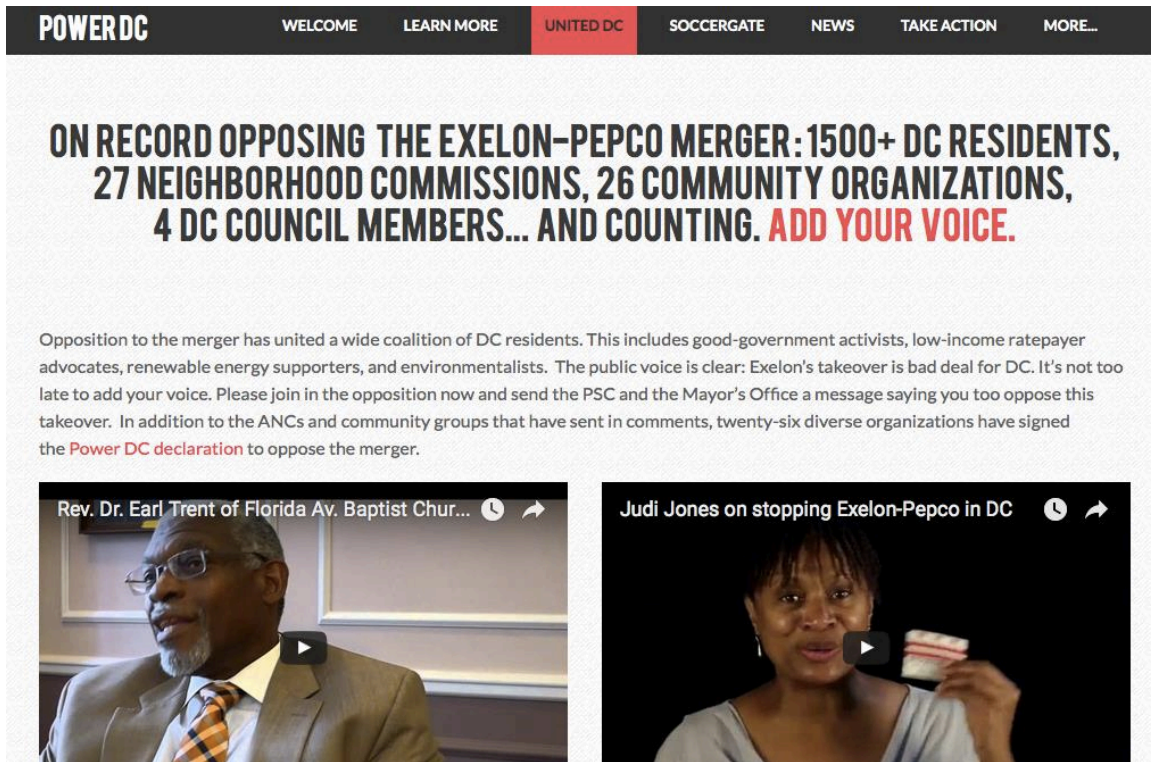 POWER DC
WELCOME
LEARN MORE
UNITED DC
SOCCERGATE
NEWS
TAKE ACTION
MORE...
ON RECORD OPPOSING THE EXELON-PEPCO MERGER: 1500+ DC RESIDENTS,
27 NEIGHBORHOOD COMMISSIONS, 26 COMMUNITY ORGANIZATIONS,
4 DC COUNCIL MEMBERS... AND COUNTING. ADD YOUR VOICE.
Opposition to the merger has united a wide coalition of DC residents. This includes good-government activists, low-income ratepayer
advocates, renewable energy supporters, and environmentalists. The public voice is clear: Exelon's takeover is bad deal for DC. It's not too
late to add your voice. Please join in the opposition now and send the PSC and the Mayor's Office a message saying you too oppose this
takeover. In addition to the ANCs and community groups that have sent in comments, twenty-six diverse organizations have signed
the Power DC declaration to oppose the merger.
Rev. Dr. Earl Trent of Florida Av. Baptist Chur...
Judi Jones on stopping Exelon-Pepco in DC